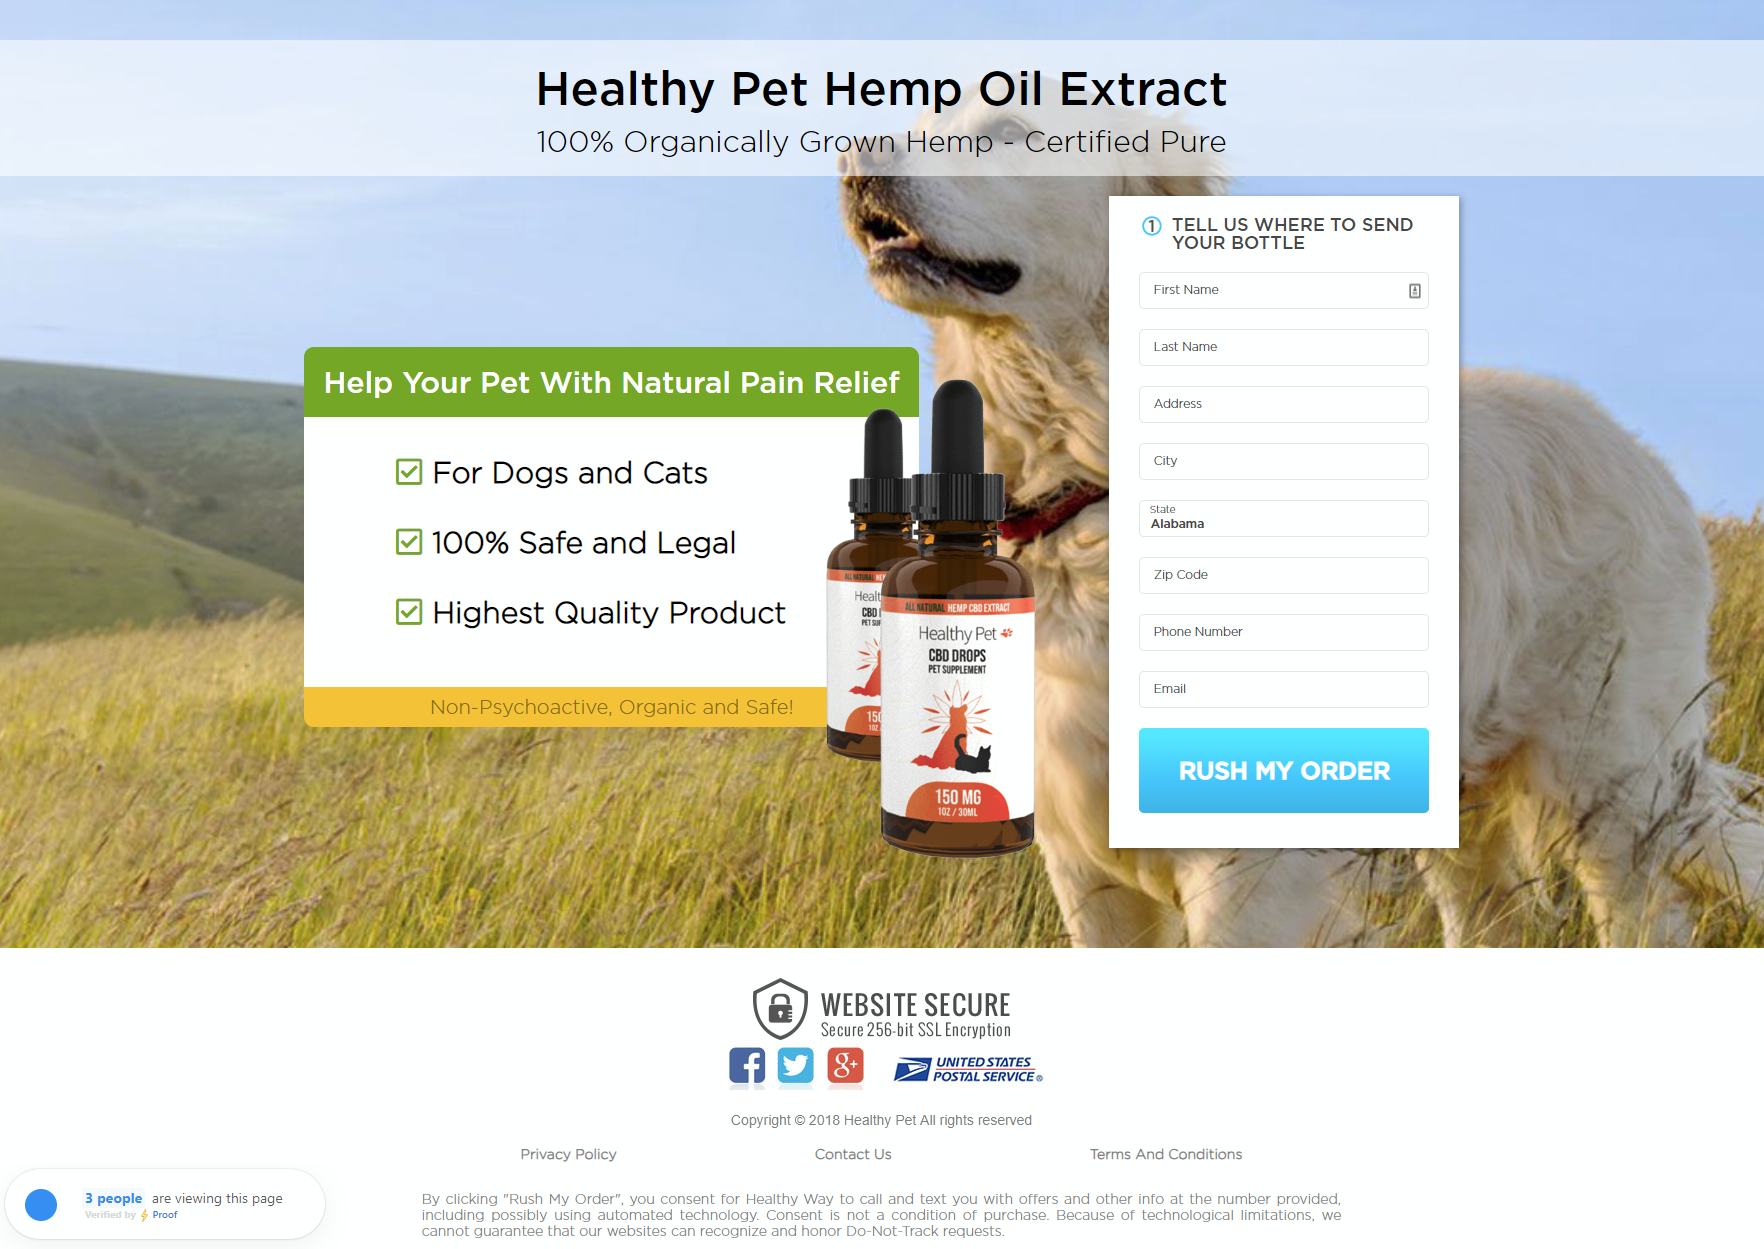 Healthy Pet Hemp Oil Extract
100% Organically Grown Hemp - Certified Pure
1 TELL US WHERE TO SEND
YOUR BOTTLE
First Name
Last Name
Address
City
State
Alabama
Zip Code
Phone Number
Email
RUSH MY ORDER
Help Your Pet With Natural Pain Relief
For Dogs and Cats
100% Safe and Legal
Highest Quality Product
Non-Psychoactive, Organic and Safe!
ALL NATURAL HEMP CBD EXTRACT
Healthy Pet
CBD DROPS
PET SUPPLEMENT
150 MG
1OZ / 30ML
WEBSITE SECURE
Secure 256-bit SSL Encryption
UNITED STATES
POSTAL SERVICE®
Copyright © 2018 Healthy Pet All rights reserved
Privacy Policy
Contact Us
Terms And Conditions
3 people are viewing this page
Verified by Proof
By clicking "Rush My Order", you consent for Healthy Way to call and text you with offers and other info at the number provided,
including possibly using automated technology. Consent is not a condition of purchase. Because of technological limitations, we
cannot guarantee that our websites can recognize and honor Do-Not-Track requests.